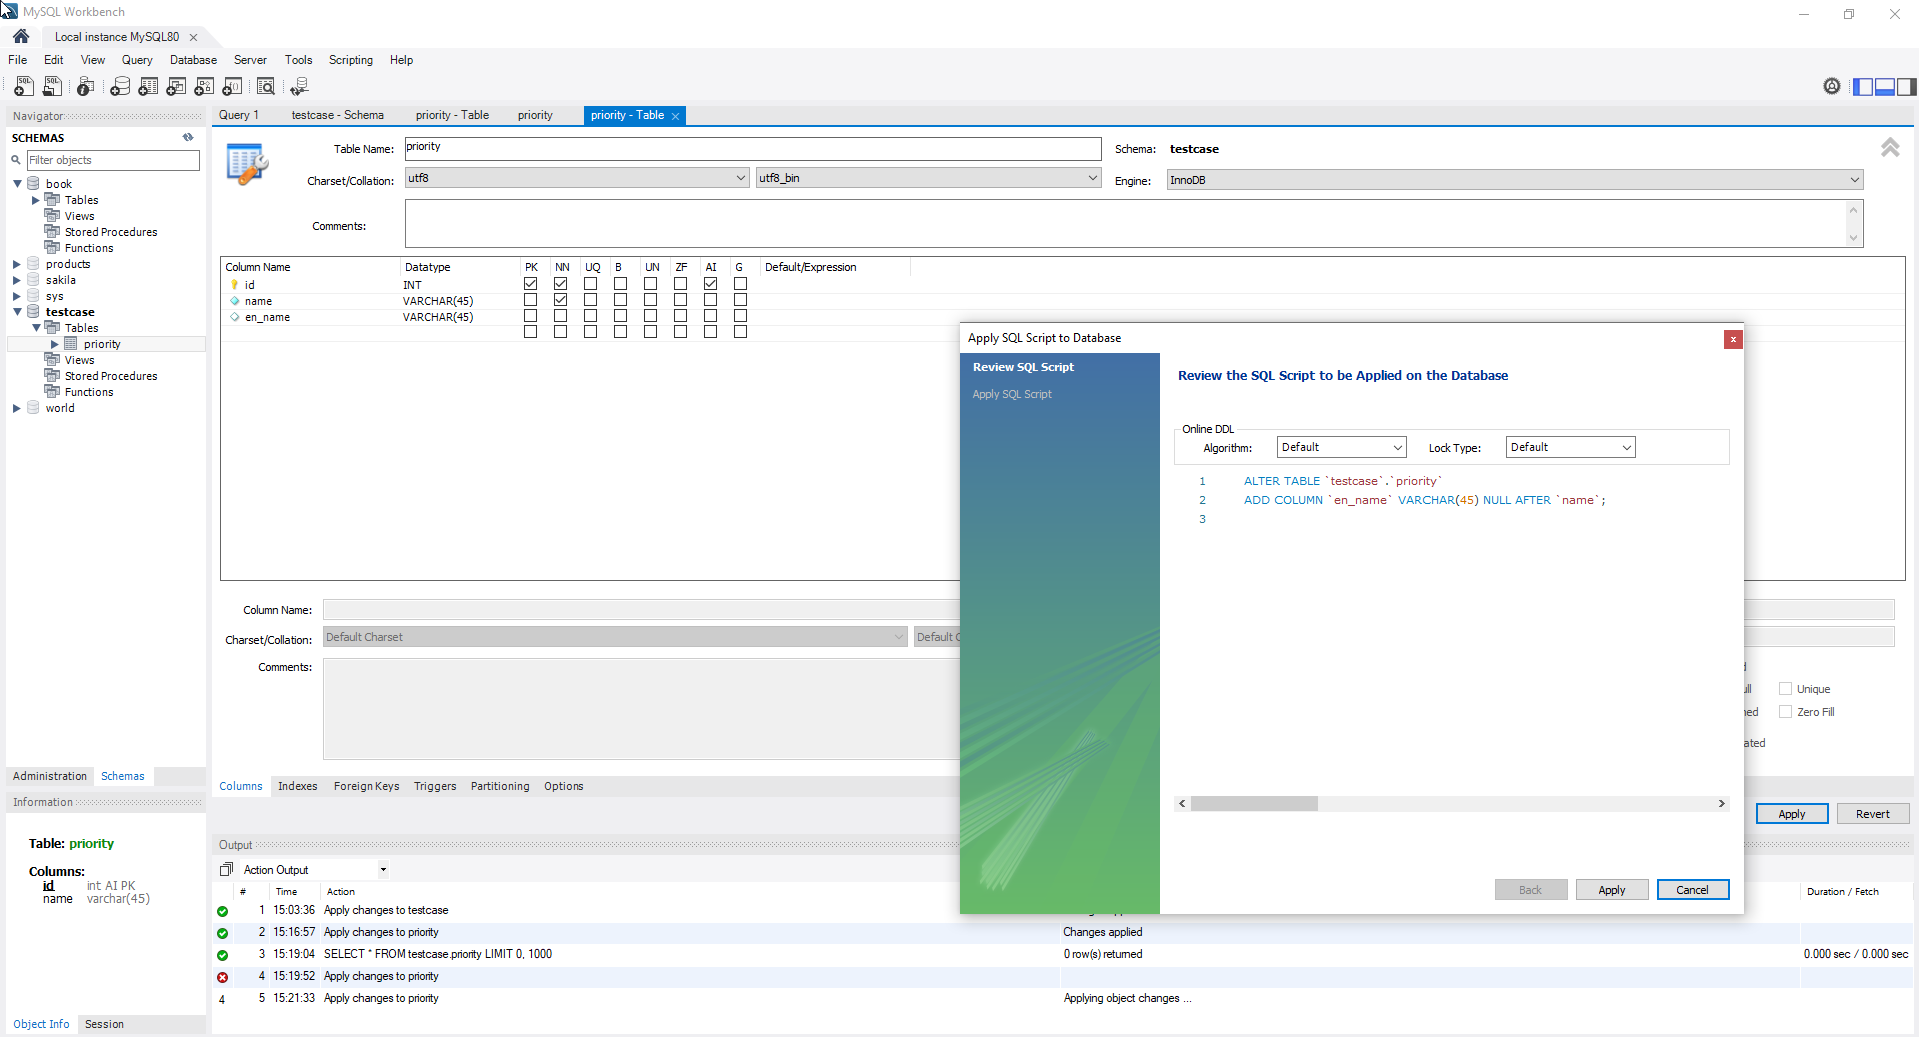 MySQL Workbench
Local instance MySQL80
File Edit View Query Database Server Tools Scripting Help
Navigator
SCHEMAS
Filter objects
book
Tables
Views
Stored Procedures
Functions
products
sakila
sys
testcase
Tables
priority
Views
Stored Procedures
Functions
world
Administration Schemas
Information
Table: priority
Columns:
id int AI PK
name varchar(45)
Object Info Session
Query 1 testcase - Schema priority - Table priority priority - Table
Table Name: priority Schema: testcase
Charset/Collation: utf8 utf8_bin Engine: InnoDB
Comments:
Column Name Datatype PK NN UQ B UN ZF AI G Default/Expression
id INT
name VARCHAR(45)
en_name VARCHAR(45)
Column Name:
Charset/Collation: Default Charset Default C
Comments:
Unique
Zero Fill
ated
Columns Indexes Foreign Keys Triggers Partitioning Options
Apply Revert
Apply SQL Script to Database
Review SQL Script
Apply SQL Script
Review the SQL Script to be Applied on the Database
Online DDL
Algorithm: Default Lock Type: Default
1 ALTER TABLE `testcase`.`priority`
2 ADD COLUMN `en_name` VARCHAR(45) NULL AFTER `name`;
3
Back Apply Cancel
Output
Action Output
# Time Action Duration / Fetch
1 15:03:36 Apply changes to testcase
2 15:16:57 Apply changes to priority Changes applied
3 15:19:04 SELECT * FROM testcase.priority LIMIT 0, 1000 0 row(s) returned 0.000 sec / 0.000 sec
4 15:19:52 Apply changes to priority
4 5 15:21:33 Apply changes to priority Applying object changes ...